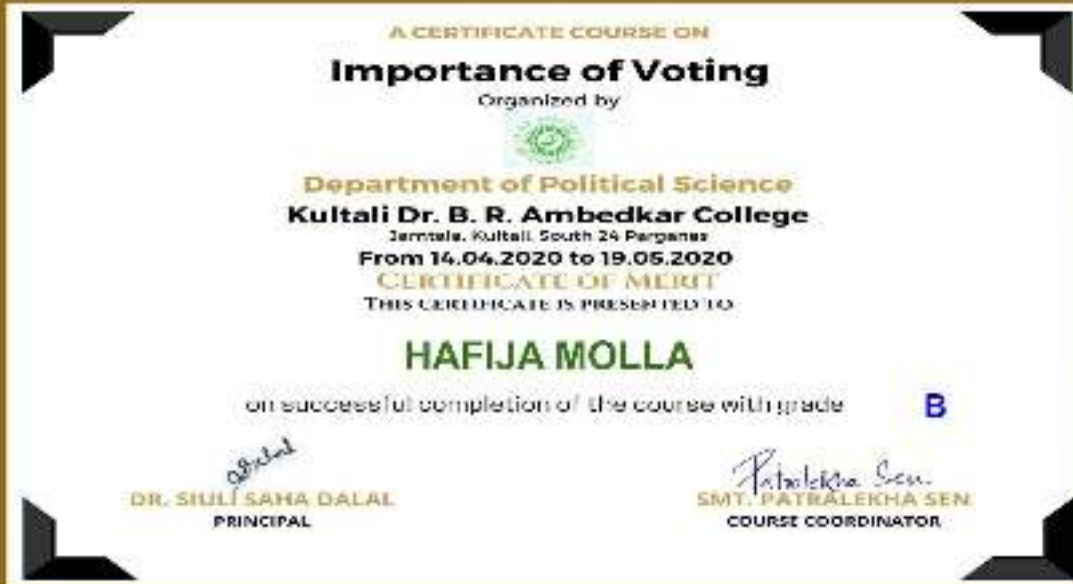 A CERTIFICATE COURSE ON
Importance of Voting
Organized by
Department of Political Science
Kultali Dr. B. R. Ambedkar College
Jamtala, Kultali, South 24 Parganas
From 14.04.2020 to 19.05.2020
CERTIFICATE OF MERIT
THIS CERTIFICATE IS PRESENTED TO
HAFIJA MOLLA
on successful completion of the course with grade B
Patralekha Sen.
DR. SIULI SAHA DALAL
SMT. PATRALEKHA SEN
PRINCIPAL
COURSE COORDINATOR